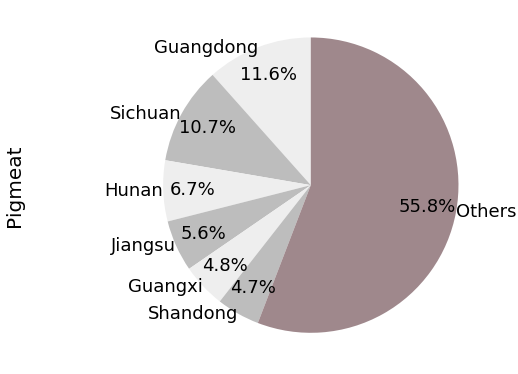 Guangdong
11.6%
Sichuan
10.7%
Hunan
6.7%
Jiangsu
5.6%
Guangxi
4.8%
Shandong
4.7%
55.8%
Others
Pigmeat